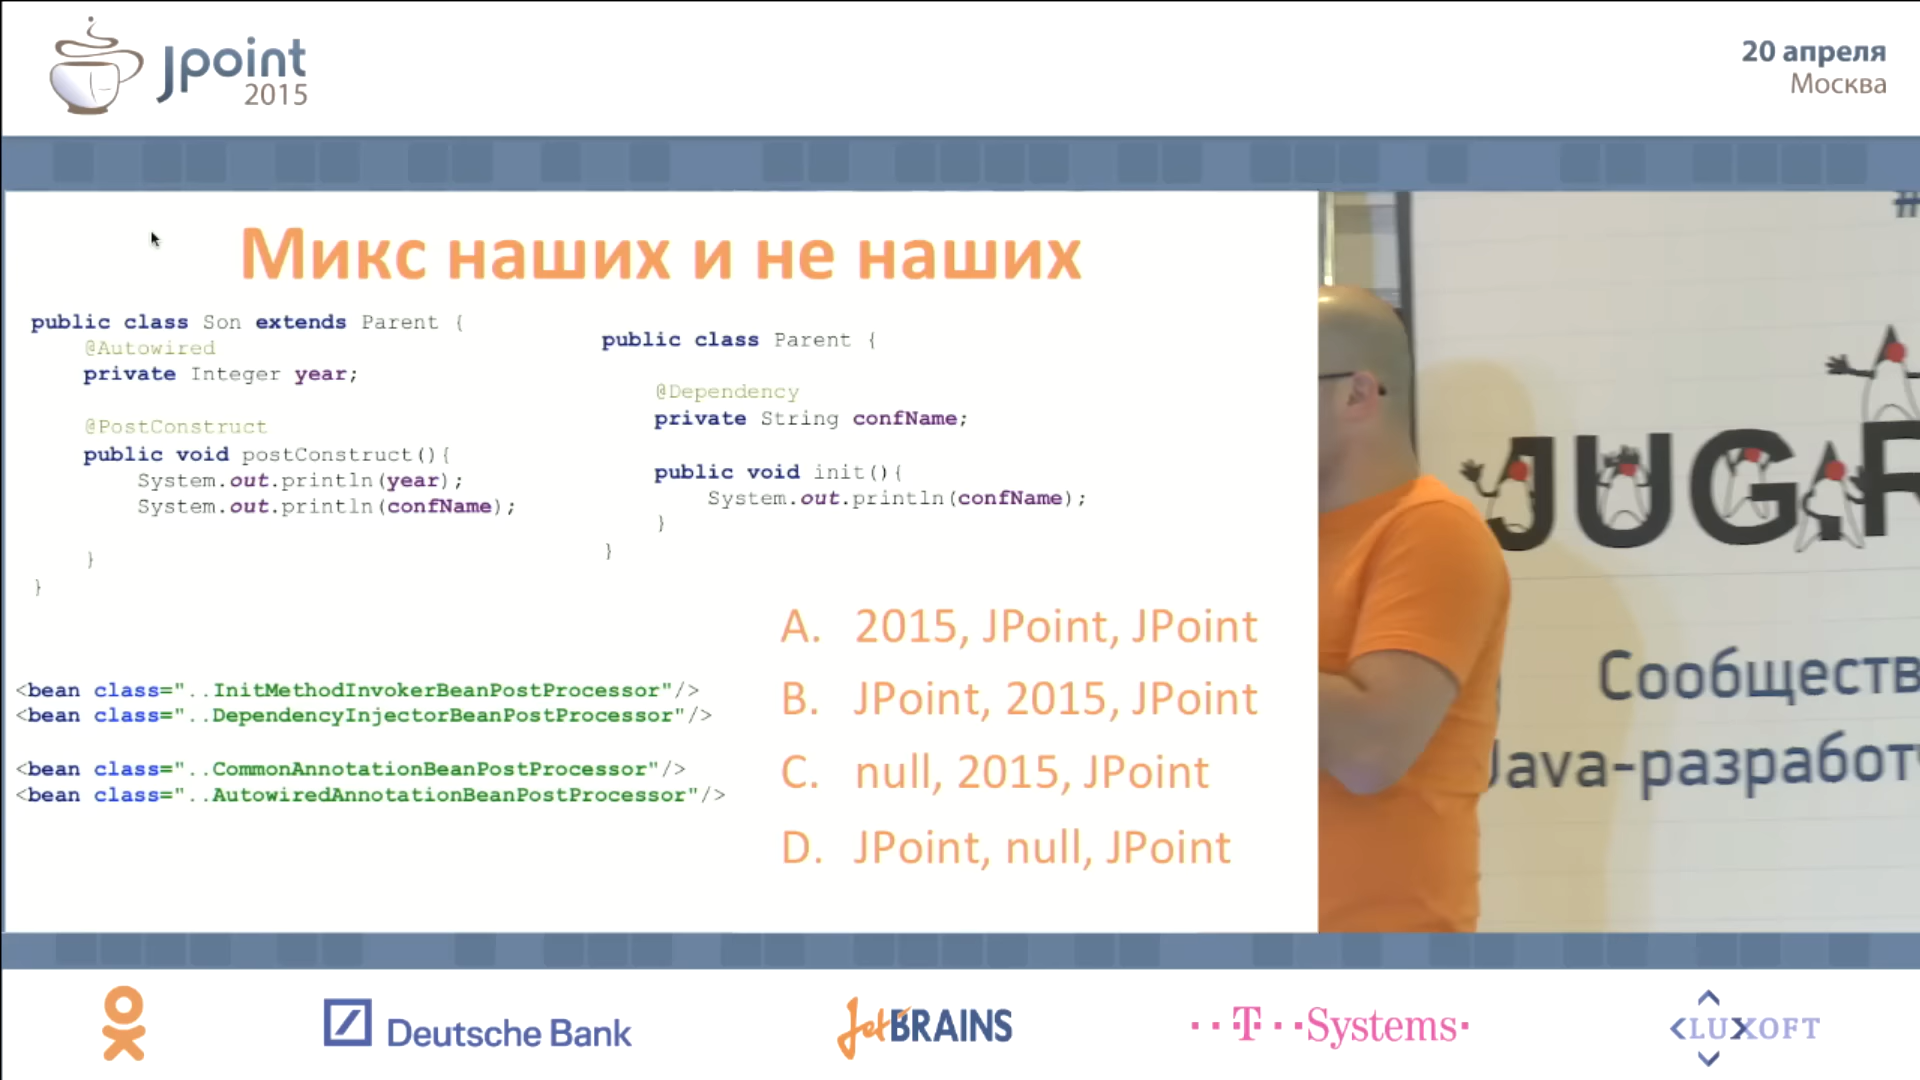 Jpoint
2015
20 апреля
Москва
Микс наших и не наших
public class Son extends Parent {
@Autowired
private Integer year;
@PostConstruct
public void postConstruct(){
System.out.println(year);
System.out.println(confName);
}
}
public class Parent {
@Dependency
private String confName;
public void init(){
System.out.println(confName);
}
}
<bean class="..InitMethodInvokerBeanPostProcessor"/>
<bean class="..DependencyInjectorBeanPostProcessor"/>
<bean class="..CommonAnnotationBeanPostProcessor"/>
<bean class="..AutowiredAnnotationBeanPostProcessor"/>
A. 2015, JPoint, JPoint
B. JPoint, 2015, JPoint
C. null, 2015, JPoint
D. JPoint, null, JPoint
#
JUG.R
Сообществ
Java-разработ
Deutsche Bank
JetBRAINS
··T··Systems·
LUXOFT